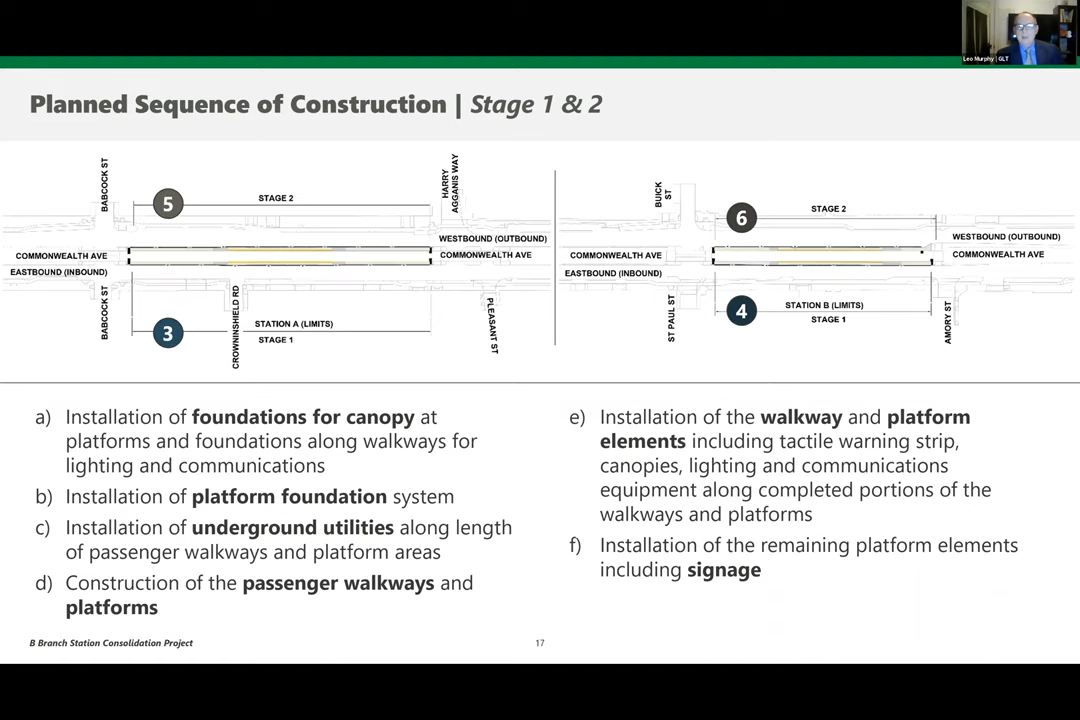 Leo Murphy | GLT
Planned Sequence of Construction | Stage 1 & 2
BABCOCK ST
5
STAGE 2
HARRY
AGGANIS WAY
WESTBOUND (OUTBOUND)
COMMONWEALTH AVE
COMMONWEALTH AVE
EASTBOUND (INBOUND)
BABCOCK ST
3
CROWNINSHIELD RD
STATION A (LIMITS)
STAGE 1
PLEASANT ST
BUICK
ST
6
STAGE 2
WESTBOUND (OUTBOUND)
COMMONWEALTH AVE
COMMONWEALTH AVE
EASTBOUND (INBOUND)
ST PAUL ST
4
STATION B (LIMITS)
STAGE 1
AMORY ST
a) Installation of foundations for canopy at
platforms and foundations along walkways for
lighting and communications
b) Installation of platform foundation system
c) Installation of underground utilities along length
of passenger walkways and platform areas
d) Construction of the passenger walkways and
platforms
e) Installation of the walkway and platform
elements including tactile warning strip,
canopies, lighting and communications
equipment along completed portions of the
walkways and platforms
f) Installation of the remaining platform elements
including signage
B Branch Station Consolidation Project
17